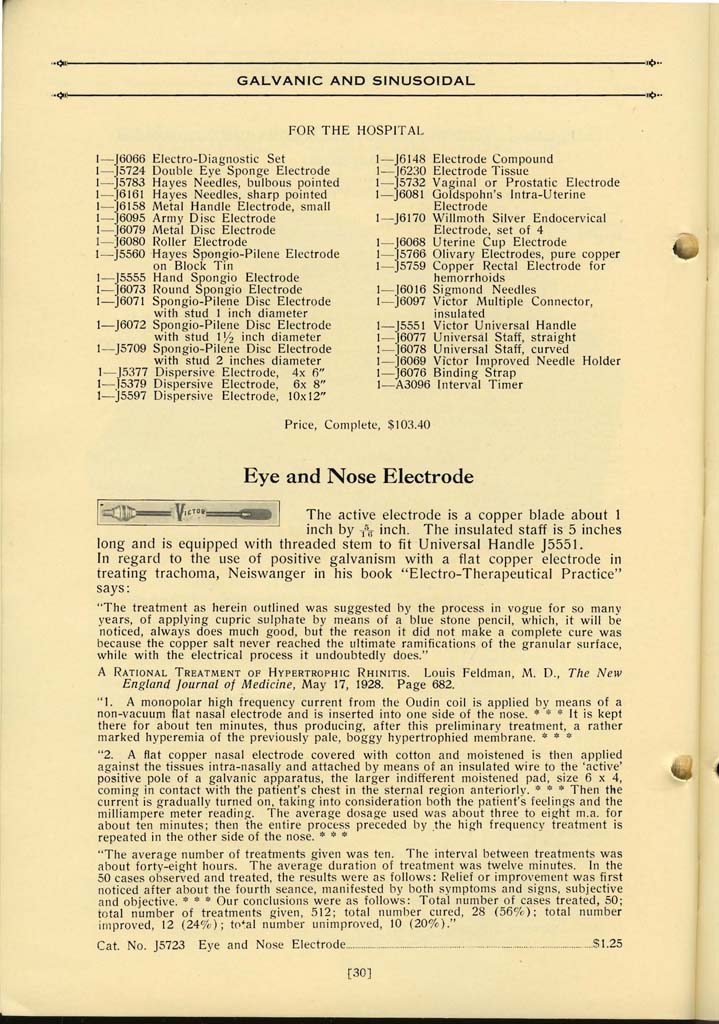 GALVANIC AND SINUSOIDAL
FOR THE HOSPITAL
1—J6066 Electro-Diagnostic Set
1—J5724 Double Eye Sponge Electrode
1—J5783 Hayes Needles, bulbous pointed
1—J6161 Hayes Needles, sharp pointed
1—J6158 Metal Handle Electrode, small
1—J6095 Army Disc Electrode
1—J6079 Metal Disc Electrode
1—J6080 Roller Electrode
1—J5560 Hayes Spongio-Pilene Electrode
on Block Tin
1—J5555 Hand Spongio Electrode
1—J6073 Round Spongio Electrode
1—J6071 Spongio-Pilene Disc Electrode
with stud 1 inch diameter
1—J6072 Spongio-Pilene Disc Electrode
with stud 1½ inch diameter
1—J5709 Spongio-Pilene Disc Electrode
with stud 2 inches diameter
1—J5377 Dispersive Electrode, 4x 6"
1—J5379 Dispersive Electrode, 6x 8"
1—J5597 Dispersive Electrode, 10x12"
1—J6148 Electrode Compound
1—J6230 Electrode Tissue
1—J5732 Vaginal or Prostatic Electrode
1—J6081 Goldspohn's Intra-Uterine
Electrode
1—J6170 Willmoth Silver Endocervical
Electrode, set of 4
1—J6068 Uterine Cup Electrode
1—J5766 Olivary Electrodes, pure copper
1—J5759 Copper Rectal Electrode for
hemorrhoids
1—J6016 Sigmond Needles
1—J6097 Victor Multiple Connector,
insulated
1—J5551 Victor Universal Handle
1—J6077 Universal Staff, straight
1—J6078 Universal Staff, curved
1—J6069 Victor Improved Needle Holder
1—J6076 Binding Strap
1—A3096 Interval Timer
Price, Complete, $103.40
Eye and Nose Electrode
VICTOR
The active electrode is a copper blade about 1
inch by 5/16 inch. The insulated staff is 5 inches
long and is equipped with threaded stem to fit Universal Handle J5551.
In regard to the use of positive galvanism with a flat copper electrode in
treating trachoma, Neiswanger in his book "Electro-Therapeutical Practice"
says:
"The treatment as herein outlined was suggested by the process in vogue for so many
years, of applying cupric sulphate by means of a blue stone pencil, which, it will be
noticed, always does much good, but the reason it did not make a complete cure was
because the copper salt never reached the ultimate ramifications of the granular surface,
while with the electrical process it undoubtedly does."
A RATIONAL TREATMENT OF HYPERTROPHIC RHINITIS. Louis Feldman, M. D., The New
England Journal of Medicine, May 17, 1928. Page 682.
"1. A monopolar high frequency current from the Oudin coil is applied by means of a
non-vacuum flat nasal electrode and is inserted into one side of the nose. * * * It is kept
there for about ten minutes, thus producing, after this preliminary treatment, a rather
marked hyperemia of the previously pale, boggy hypertrophied membrane. * * *
"2. A flat copper nasal electrode covered with cotton and moistened is then applied
against the tissues intra-nasally and attached by means of an insulated wire to the 'active'
positive pole of a galvanic apparatus, the larger indifferent moistened pad, size 6 x 4,
coming in contact with the patient's chest in the sternal region anteriorly. * * * Then the
current is gradually turned on, taking into consideration both the patient's feelings and the
milliampere meter reading. The average dosage used was about three to eight m.a. for
about ten minutes; then the entire process preceded by the high frequency treatment is
repeated in the other side of the nose. * * *
"The average number of treatments given was ten. The interval between treatments was
about forty-eight hours. The average duration of treatment was twelve minutes. In the
50 cases observed and treated, the results were as follows: Relief or improvement was first
noticed after about the fourth seance, manifested by both symptoms and signs, subjective
and objective. * * * Our conclusions were as follows: Total number of cases treated, 50;
total number of treatments given, 512; total number cured, 28 (56%); total number
improved, 12 (24%); total number unimproved, 10 (20%)."
Cat. No. J5723 Eye and Nose Electrode $1.25
[30]